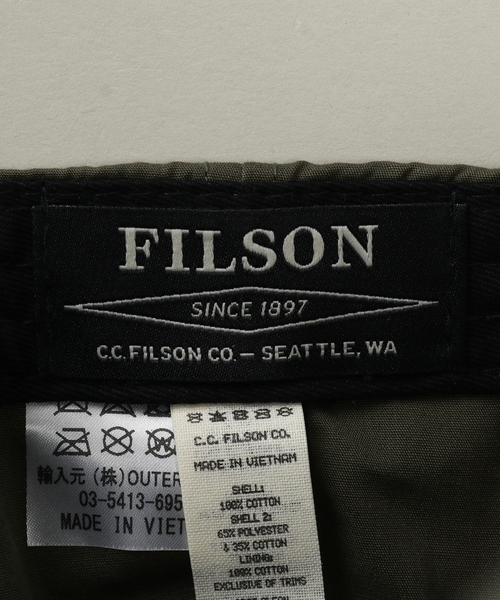 FILSON
SINCE 1897
C.C.FILSON CO. – SEATTLE, WA
輸入元 (株)OUTER
03-5413-695
MADE IN VIET
C.C. FILSON CO.
MADE IN VIETNAM
SHELL:
100% COTTON
SHELL 2:
65% POLYESTER
& 35% COTTON
LINING:
100% COTTON
EXCLUSIVE OF TRIMS